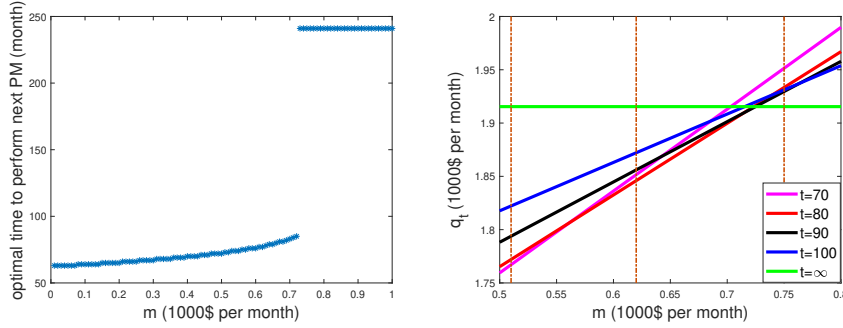 optimal time to perform next PM (month)
250
200
150
100
50
0 0.1 0.2 0.3 0.4 0.5 0.6 0.7 0.8 0.9 1
m (1000$ per month)
q_t (1000$ per month)
2
1.95
1.9
1.85
1.8
1.75
0.5 0.55 0.6 0.65 0.7 0.75 0.8
m (1000$ per month)
t=70
t=80
t=90
t=100
t=∞